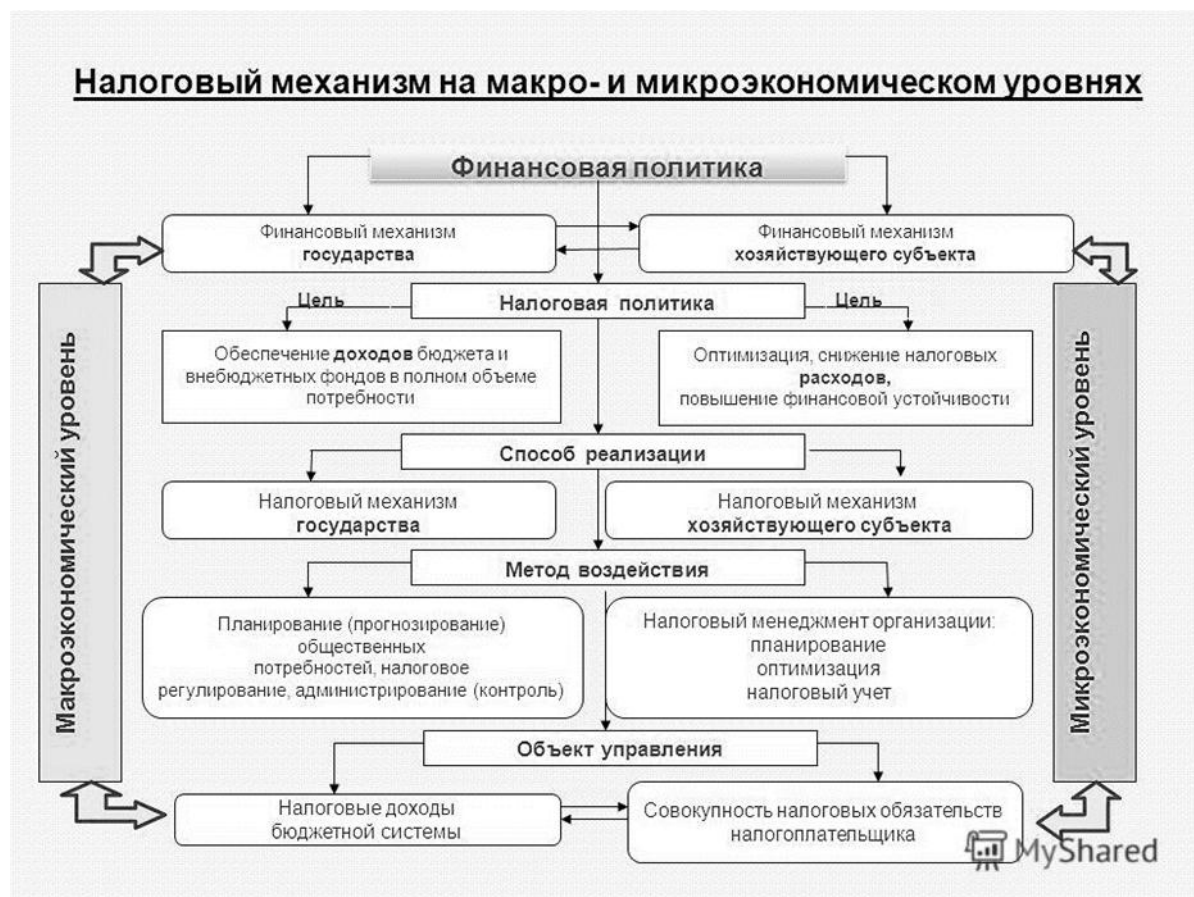 Налоговый механизм на макро- и микроэкономическом уровнях
Финансовая политика
Финансовый механизм
государства
Финансовый механизм
хозяйствующего субъекта
Цель
Налоговая политика
Цель
Обеспечение доходов бюджета и
внебюджетных фондов в полном объеме
потребности
Оптимизация, снижение налоговых
расходов,
повышение финансовой устойчивости
Способ реализации
Налоговый механизм
государства
Налоговый механизм
хозяйствующего субъекта
Метод воздействия
Планирование (прогнозирование)
общественных
потребностей, налоговое
регулирование, администрирование (контроль)
Налоговый менеджмент организации:
планирование
оптимизация
налоговый учет
Объект управления
Налоговые доходы
бюджетной системы
Совокупность налоговых обязательств
налогоплательщика
Макроэкономический уровень
Микроэкономический уровень
MyShared